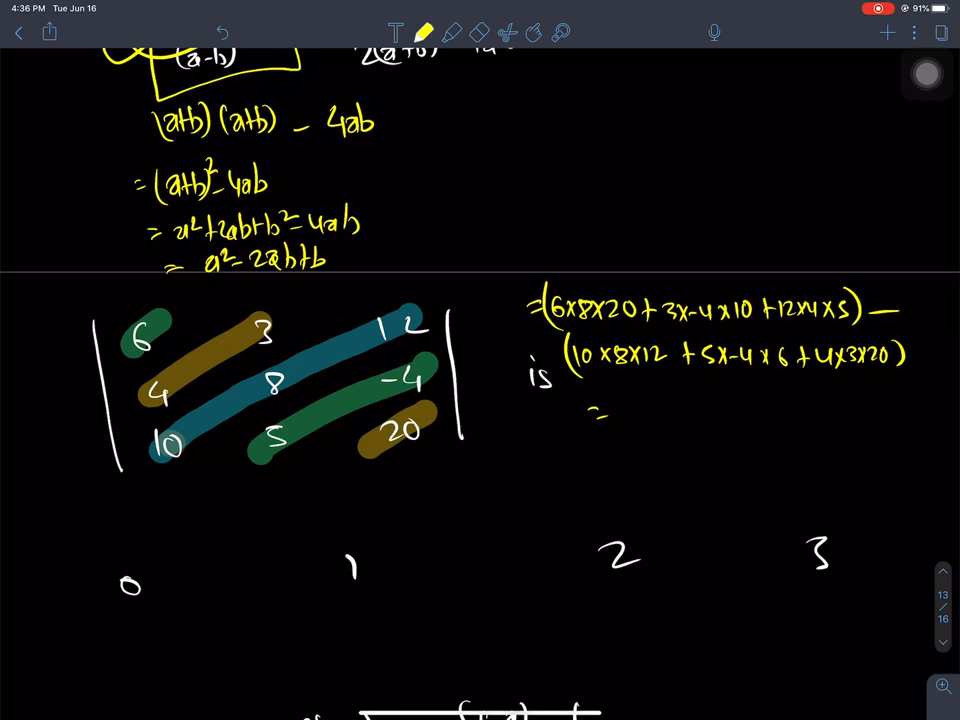 4:36 PM Tue Jun 16
91%
(a-b)
(a+b) (a+b) - 4ab
= (a+b)² - 4ab
= a² + 2ab + b² = 4ab
= a² - 2ab + b
6 3 12 =(6×8×20 + 3×-4×10 + 12×4×5) —
4 8 -4 is (10×8×12 + 5×-4×6 + 4×3×20)
10 5 20 =
0 1 2 3
13
/
16